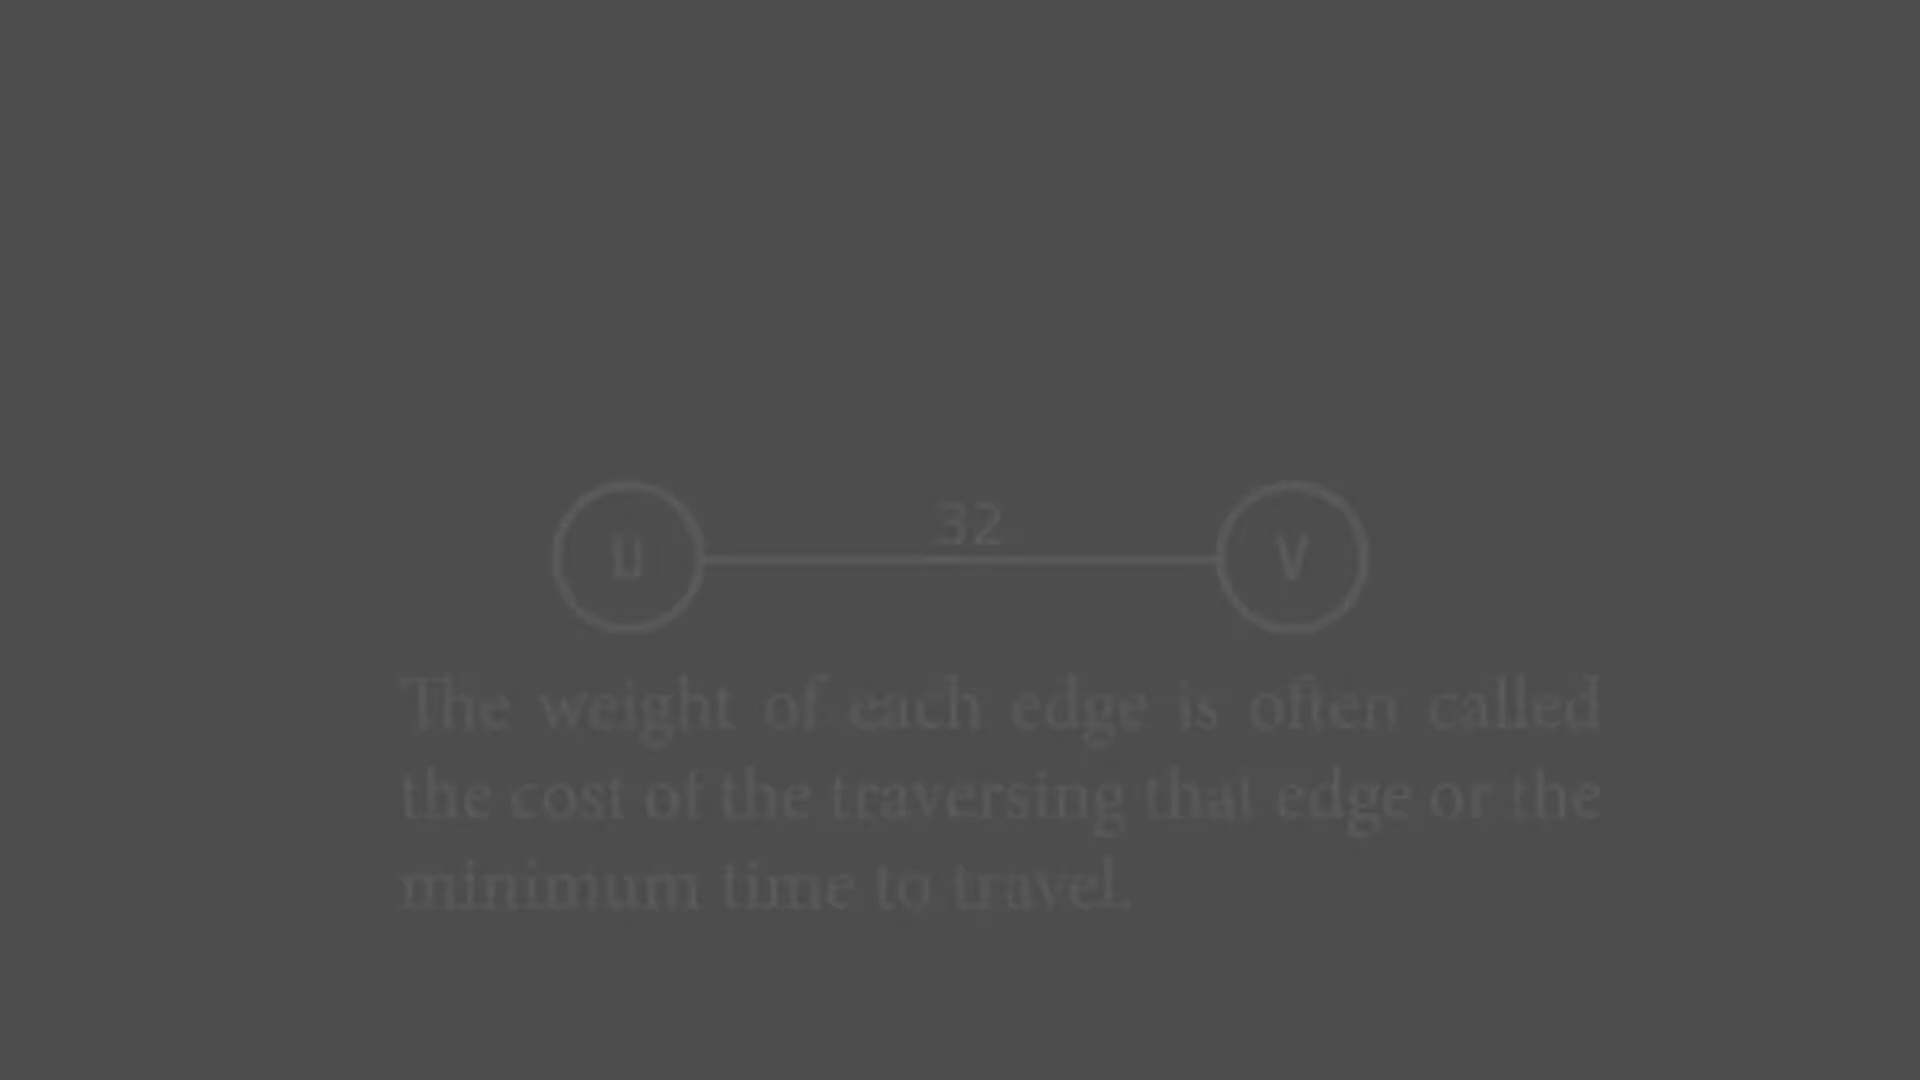 32
U V
The weight of each edge is often called
the cost of the traversing that edge or the
minimum time to travel.